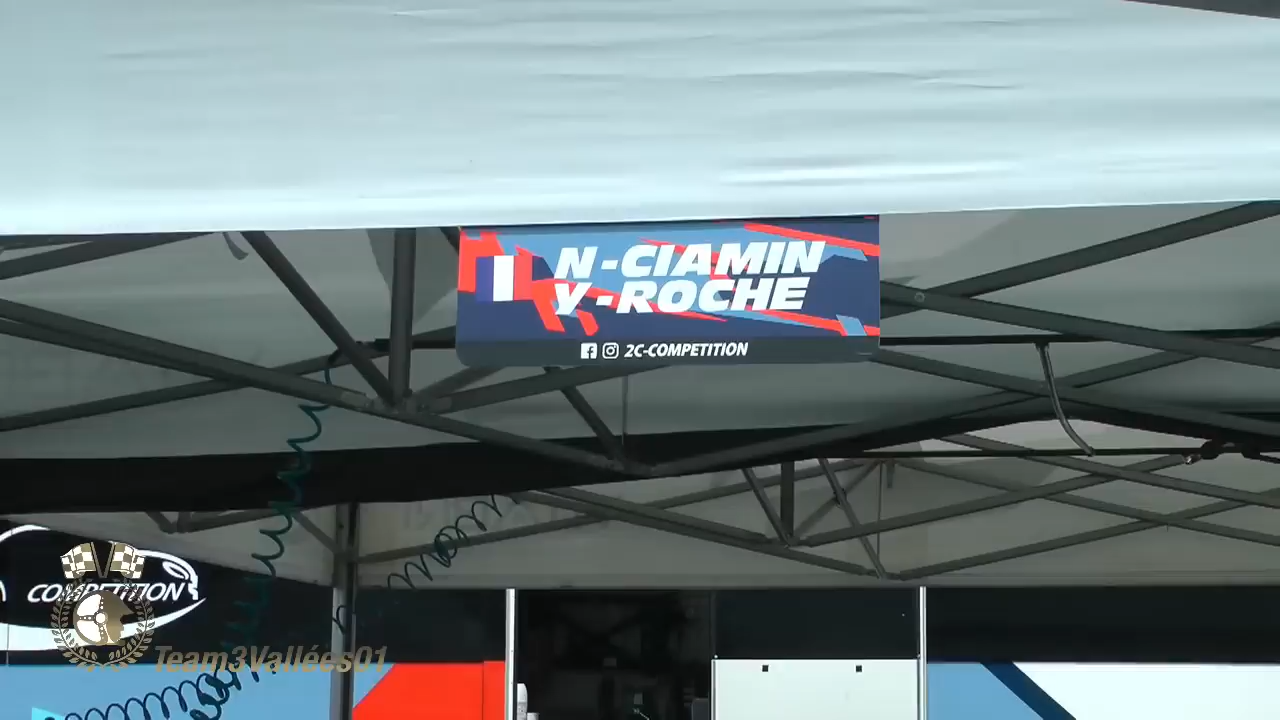 N - CIAMIN
Y - ROCHE
2C-COMPETITION
COMPETITION
Team3Vallées01